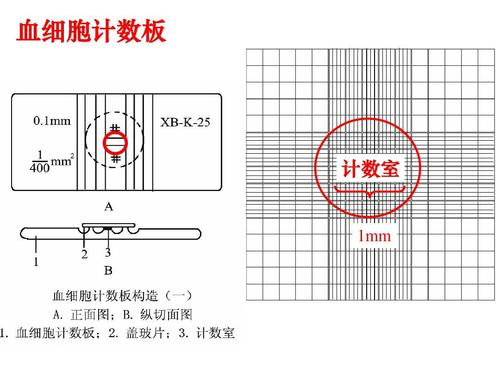 血细胞计数板
0.1mm
XB-K-25
1/400 mm²
A
1
2
3
B
血细胞计数板构造（一）
A. 正面图；B. 纵切面图
1. 血细胞计数板；2. 盖玻片；3. 计数室
计数室
1mm